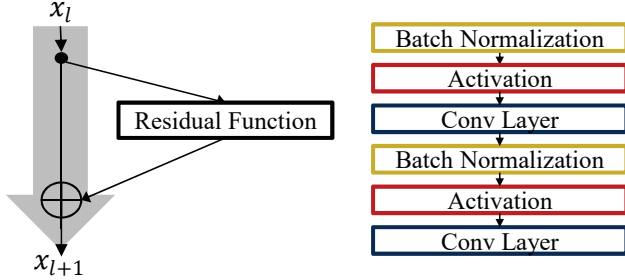 x_l
Residual Function
x_{l+1}
Batch Normalization
Activation
Conv Layer
Batch Normalization
Activation
Conv Layer